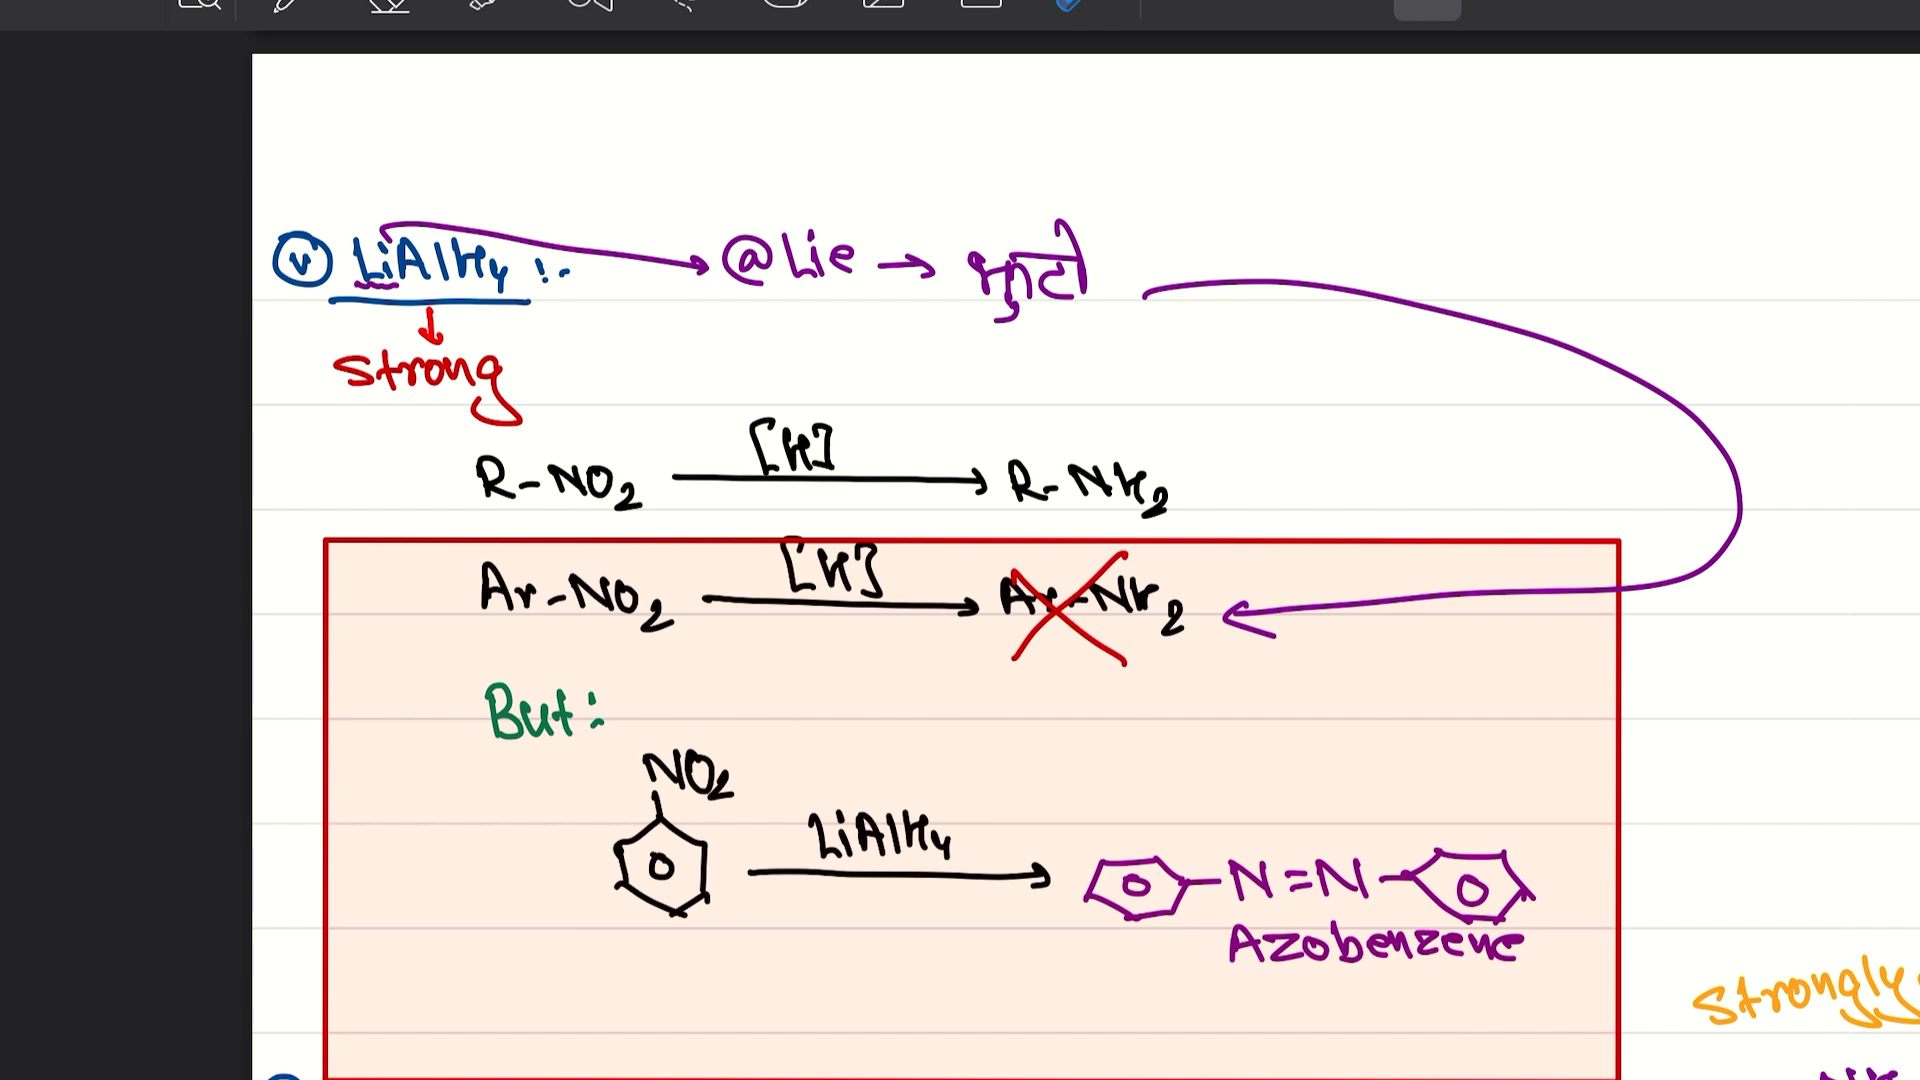 (v) LiAlH₄ :- → @Lie → झूठ
↓
Strong
R-NO₂ —[H]→ R-NH₂
Ar-NO₂ —[H]→ Ar-NH₂
But:
NO₂
LiAlH₄ → -N=N-
Azobenzene
Strongly